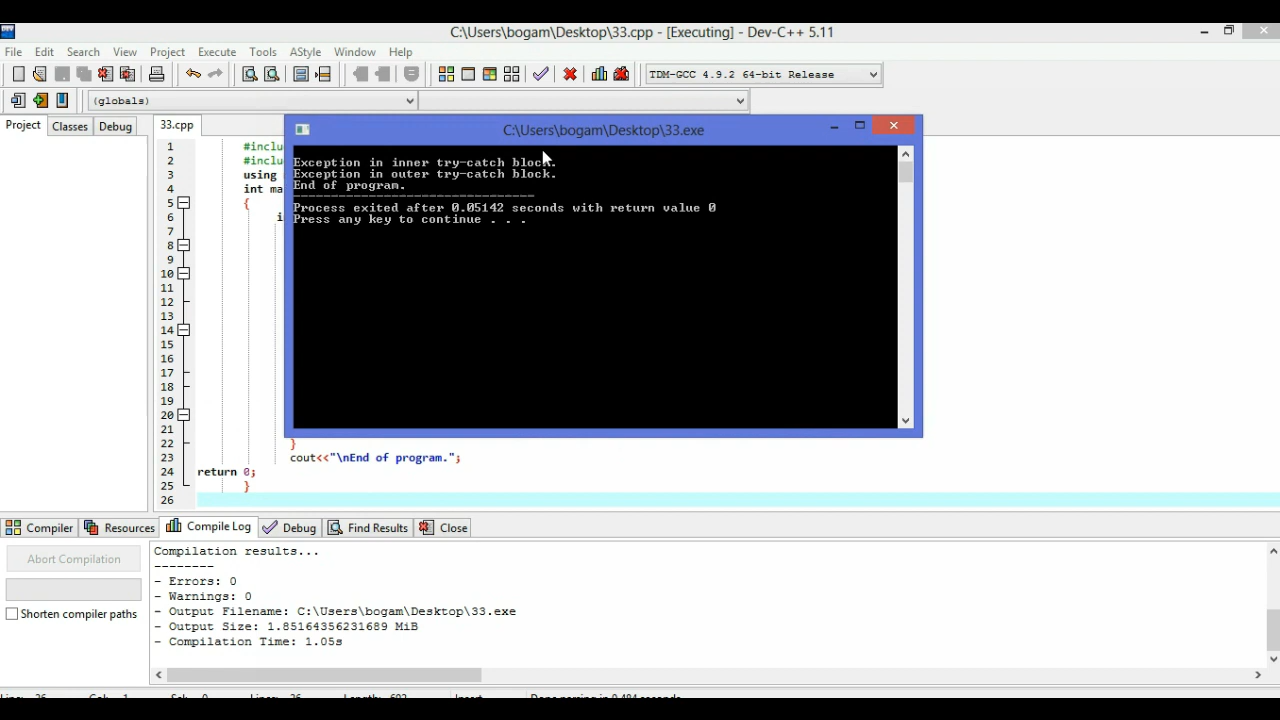 C:\Users\bogam\Desktop\33.cpp - [Executing] - Dev-C++ 5.11
File Edit Search View Project Execute Tools AStyle Window Help
TDM-GCC 4.9.2 64-bit Release
(globals)
Project Classes Debug 33.cpp
C:\Users\bogam\Desktop\33.exe
Exception in inner try-catch block.
Exception in outer try-catch block.
End of program.
--------------------------------
Process exited after 0.05142 seconds with return value 0
Press any key to continue . . .
1 #inclu
2 #inclu
3 using
4 int ma
5 {
6 i
7
8
9
10
11
12
13
14
15
16
17
18
19
20
21
22 }
23 cout<<"\nEnd of program.";
24 return 0;
25 }
26
Compiler Resources Compile Log Debug Find Results Close
Abort Compilation
Shorten compiler paths
Compilation results...
--------
- Errors: 0
- Warnings: 0
- Output Filename: C:\Users\bogam\Desktop\33.exe
- Output Size: 1.85164356231689 MiB
- Compilation Time: 1.05s